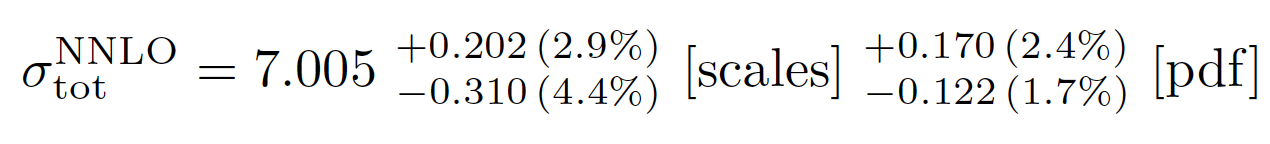 σ_tot^NNLO = 7.005 +0.202 (2.9%) −0.310 (4.4%) [scales] +0.170 (2.4%) −0.122 (1.7%) [pdf]